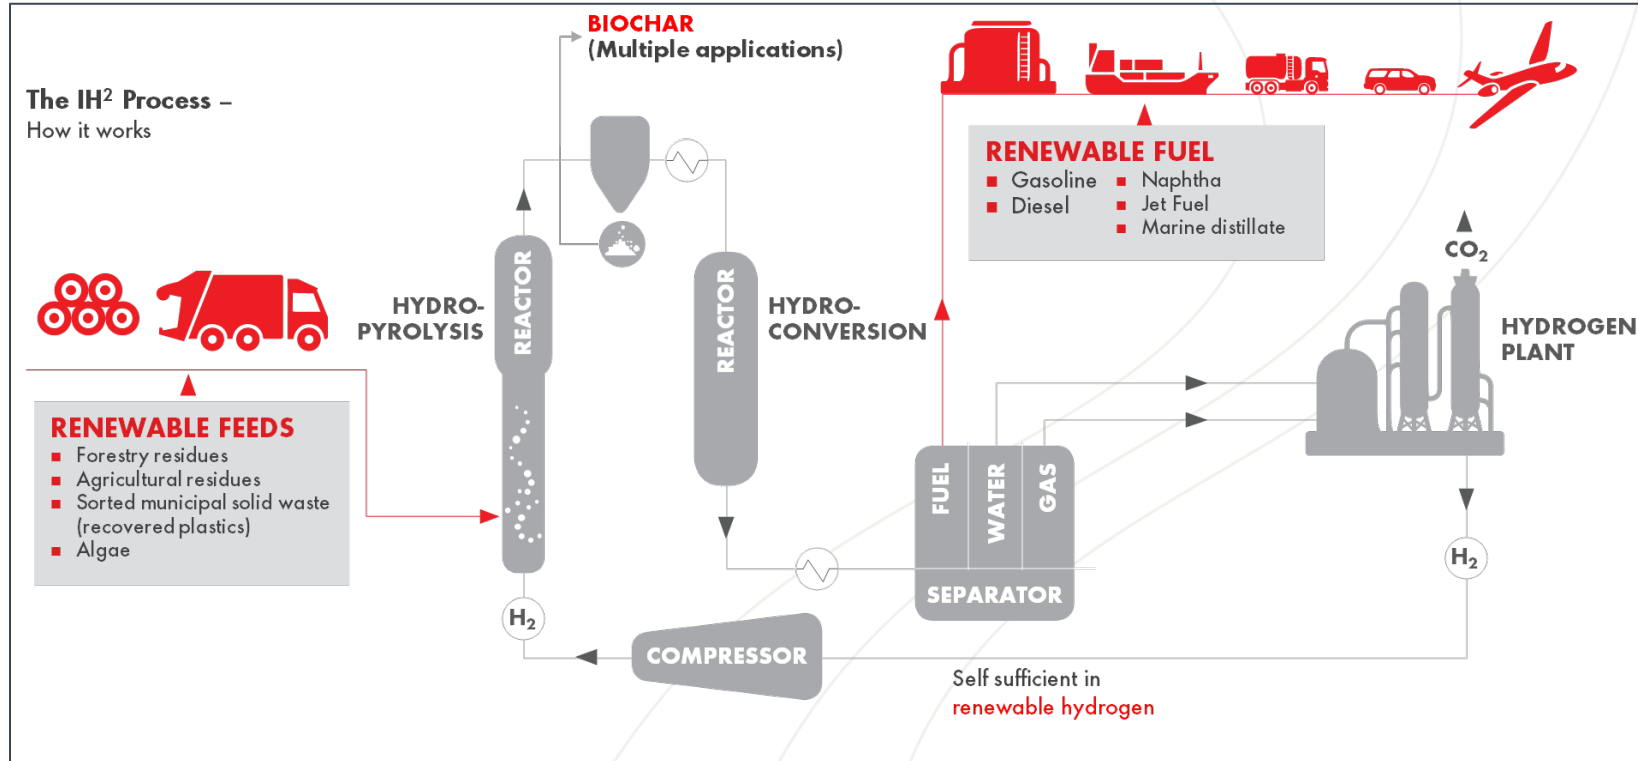 The IH² Process –
How it works
BIOCHAR
(Multiple applications)
RENEWABLE FUEL
Gasoline
Diesel
Naphtha
Jet Fuel
Marine distillate
CO₂
HYDROGEN
PLANT
HYDRO-
PYROLYSIS
REACTOR
REACTOR
HYDRO-
CONVERSION
RENEWABLE FEEDS
Forestry residues
Agricultural residues
Sorted municipal solid waste
(recovered plastics)
Algae
FUEL
WATER
GAS
SEPARATOR
H₂
H₂
COMPRESSOR
Self sufficient in
renewable hydrogen